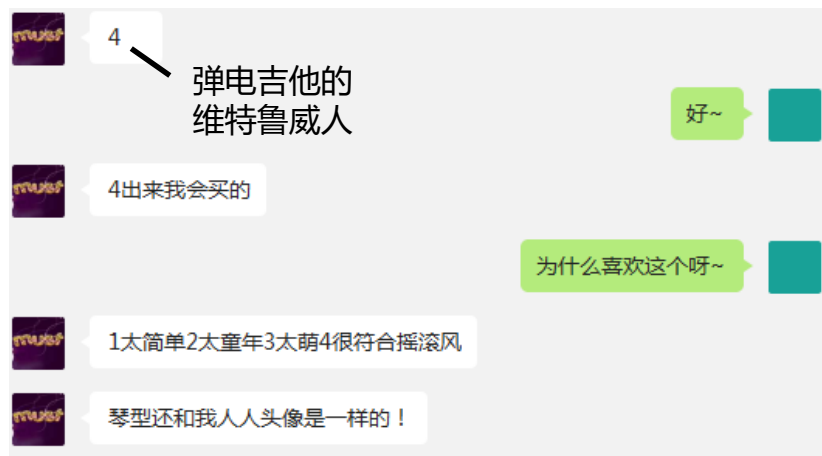 4
弹电吉他的
维特鲁威人
好~
4出来我会买的
为什么喜欢这个呀~
1太简单2太童年3太萌4很符合摇滚风
琴型还和我人人头像是一样的！